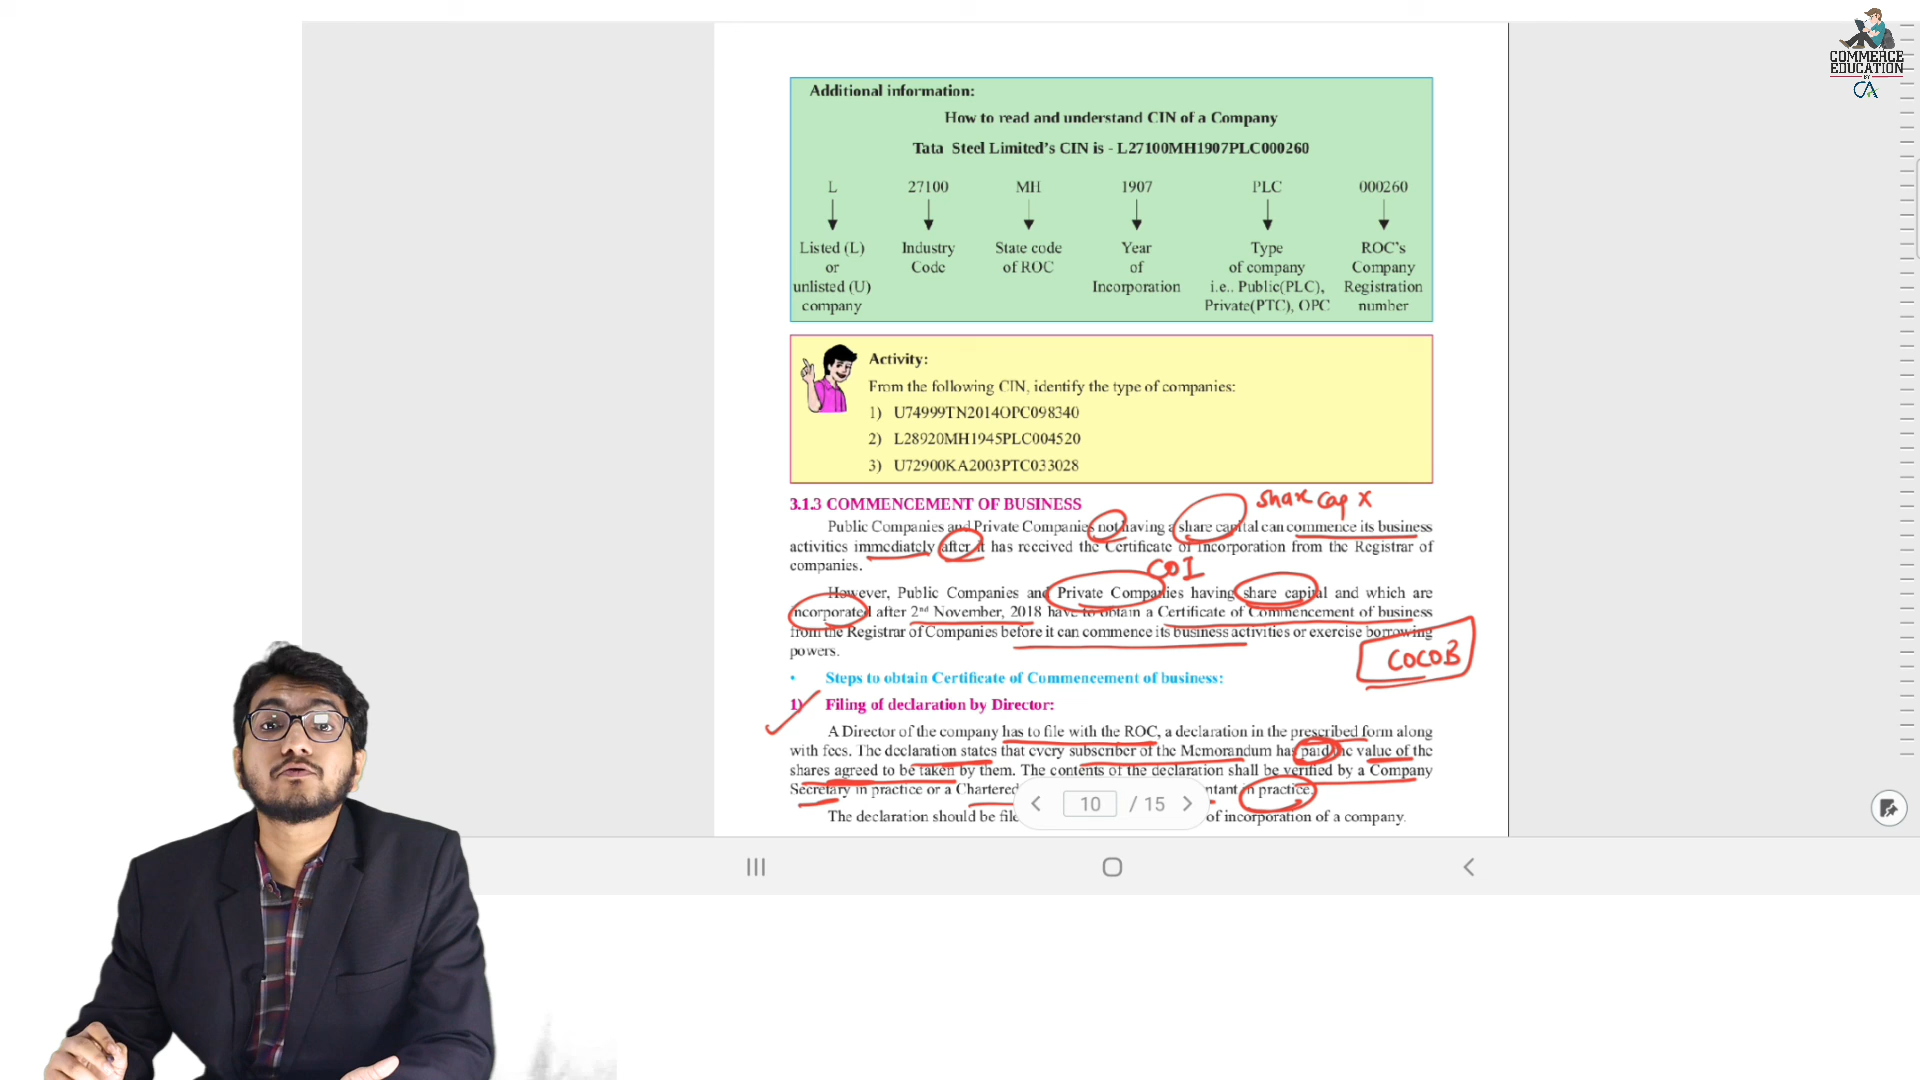 COMMERCE
EDUCATION
BY
CA
Additional information:
How to read and understand CIN of a Company
Tata Steel Limited's CIN is - L27100MH1907PLC000260
L 27100 MH 1907 PLC 000260
Listed (L) Industry State code Year Type ROC's
or Code of ROC of of company Company
unlisted (U) Incorporation i.e.. Public(PLC), Registration
company Private(PTC), OPC number
Activity:
From the following CIN, identify the type of companies:
1) U74999TN2014OPC098340
2) L28920MH1945PLC004520
3) U72900KA2003PTC033028
3.1.3 COMMENCEMENT OF BUSINESS
share cap x
Public Companies and Private Companies not having a share capital can commence its business
activities immediately after it has received the Certificate of Incorporation from the Registrar of
companies.
COI
However, Public Companies and Private Companies having share capital and which are
incorporated after 2nd November, 2018 have to obtain a Certificate of Commencement of business
from the Registrar of Companies before it can commence its business activities or exercise borrowing
powers.
COCOB
• Steps to obtain Certificate of Commencement of business:
1) Filing of declaration by Director:
A Director of the company has to file with the ROC, a declaration in the prescribed form along
with fees. The declaration states that every subscriber of the Memorandum has paid the value of the
shares agreed to be taken by them. The contents of the declaration shall be verified by a Company
Secretary in practice or a Chartered ntant in practice.
The declaration should be file of incorporation of a company.
10 / 15